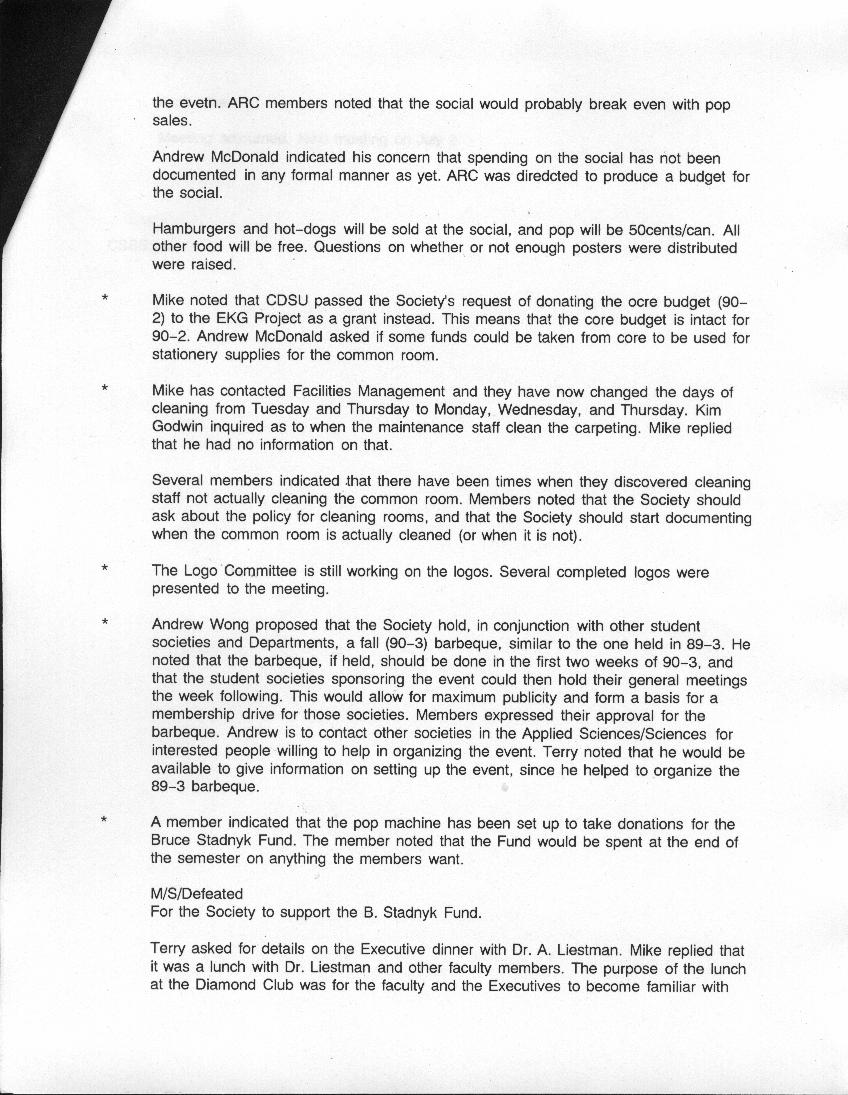 the evetn. ARC members noted that the social would probably break even with pop
sales.
Andrew McDonald indicated his concern that spending on the social has not been
documented in any formal manner as yet. ARC was diredcted to produce a budget for
the social.
Hamburgers and hot-dogs will be sold at the social, and pop will be 50cents/can. All
other food will be free. Questions on whether or not enough posters were distributed
were raised.
* Mike noted that CDSU passed the Society's request of donating the ocre budget (90-
2) to the EKG Project as a grant instead. This means that the core budget is intact for
90-2. Andrew McDonald asked if some funds could be taken from core to be used for
stationery supplies for the common room.
* Mike has contacted Facilities Management and they have now changed the days of
cleaning from Tuesday and Thursday to Monday, Wednesday, and Thursday. Kim
Godwin inquired as to when the maintenance staff clean the carpeting. Mike replied
that he had no information on that.
Several members indicated that there have been times when they discovered cleaning
staff not actually cleaning the common room. Members noted that the Society should
ask about the policy for cleaning rooms, and that the Society should start documenting
when the common room is actually cleaned (or when it is not).
* The Logo Committee is still working on the logos. Several completed logos were
presented to the meeting.
* Andrew Wong proposed that the Society hold, in conjunction with other student
societies and Departments, a fall (90-3) barbeque, similar to the one held in 89-3. He
noted that the barbeque, if held, should be done in the first two weeks of 90-3, and
that the student societies sponsoring the event could then hold their general meetings
the week following. This would allow for maximum publicity and form a basis for a
membership drive for those societies. Members expressed their approval for the
barbeque. Andrew is to contact other societies in the Applied Sciences/Sciences for
interested people willing to help in organizing the event. Terry noted that he would be
available to give information on setting up the event, since he helped to organize the
89-3 barbeque.
* A member indicated that the pop machine has been set up to take donations for the
Bruce Stadnyk Fund. The member noted that the Fund would be spent at the end of
the semester on anything the members want.
M/S/Defeated
For the Society to support the B. Stadnyk Fund.
Terry asked for details on the Executive dinner with Dr. A. Liestman. Mike replied that
it was a lunch with Dr. Liestman and other faculty members. The purpose of the lunch
at the Diamond Club was for the faculty and the Executives to become familiar with